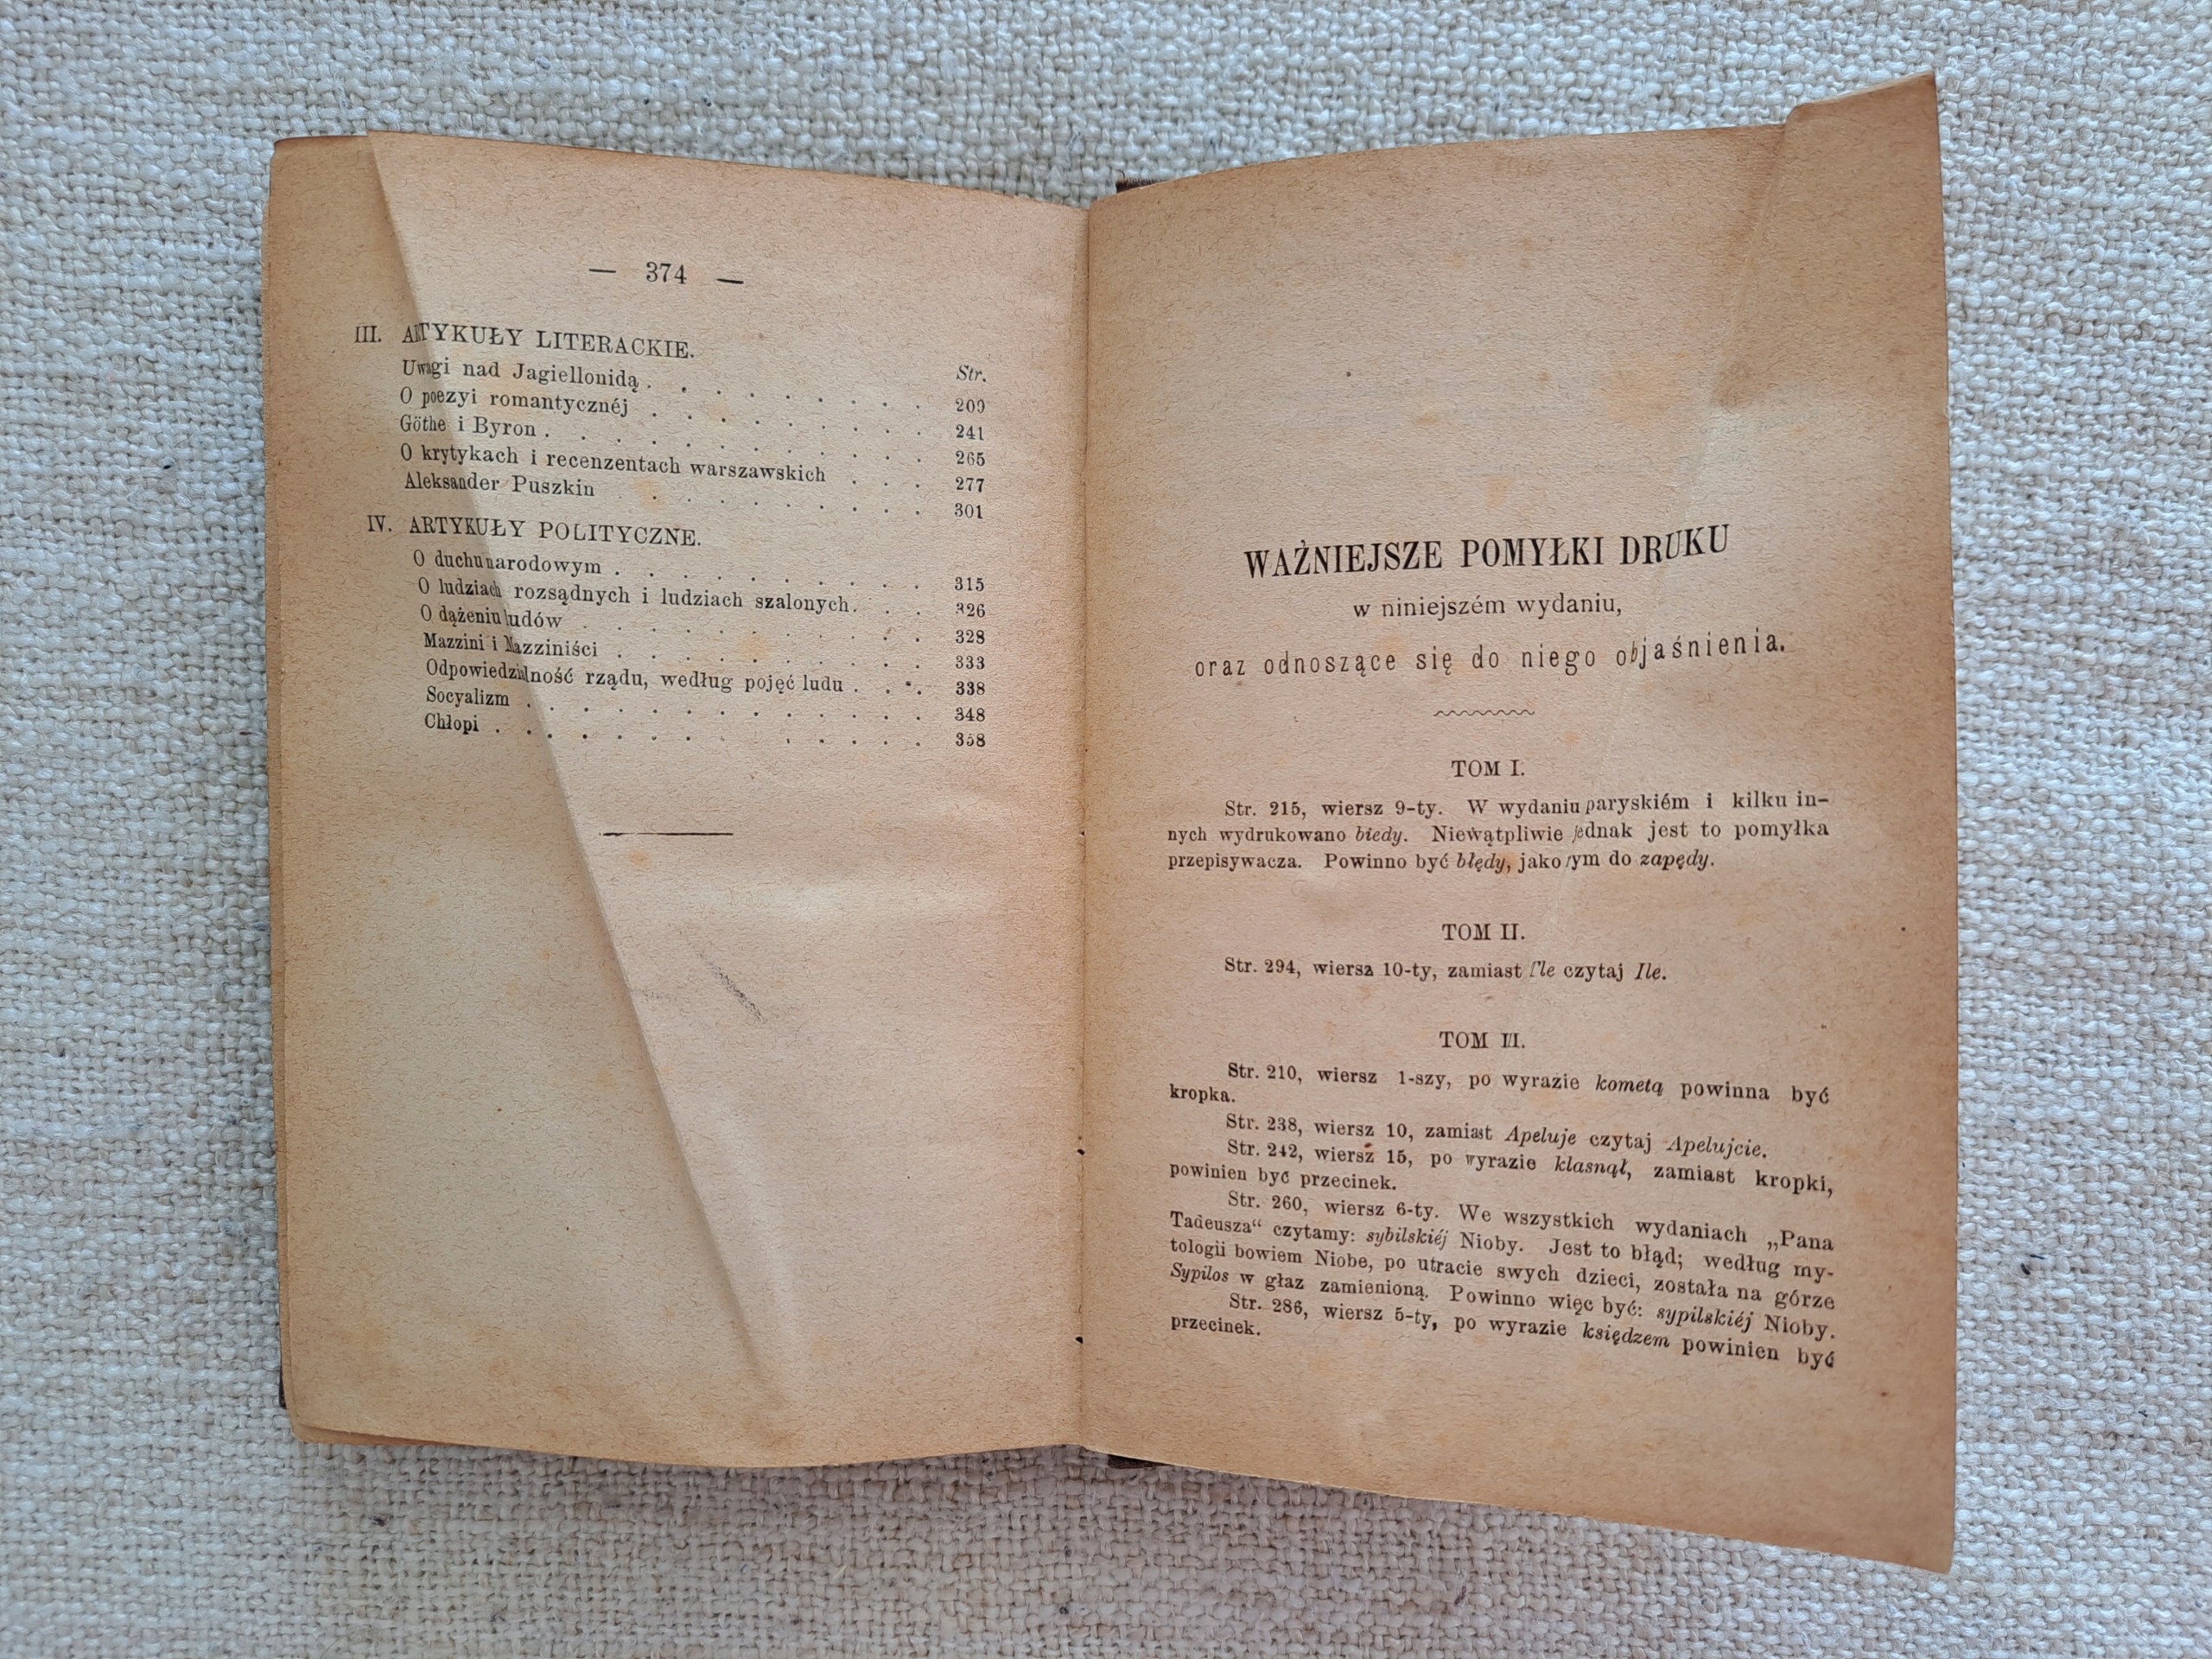 — 374 —
III. ARTYKUŁY LITERACKIE.
Str.
Uwagi nad Jagiellonidą . . . . . . . . 209
O poezyi romantycznéj . . . . . . . . 241
Göthe i Byron . . . . . . . . . . . 265
O krytykach i recenzentach warszawskich . . . 277
Aleksander Puszkin . . . . . . . . . 301
IV. ARTYKUŁY POLITYCZNE.
O duchu narodowym . . . . . . . . . . 315
O ludziach rozsądnych i ludziach szalonych . . . 326
O dążeniu ludów . . . . . . . . . . 328
Mazzini i Mazziniści . . . . . . . . . 333
Odpowiedzialność rządu, według pojęć ludu . . . 338
Socyalizm . . . . . . . . . . . . 348
Chłopi . . . . . . . . . . . . . 358
WAŻNIEJSZE POMYŁKI DRUKU
w niniejszém wydaniu,
oraz odnoszące się do niego objaśnienia.
TOM I.
Str. 215, wiersz 9-ty. W wydaniu paryskiém i kilku in-
nych wydrukowano biedy. Niewątpliwie jednak jest to pomyłka
przepisywacza. Powinno być błędy, jako rym do zapędy.
TOM II.
Str. 294, wiersz 10-ty, zamiast czytaj Ile.
TOM III.
Str. 210, wiersz 1-szy, po wyrazie kometą powinna być
kropka.
Str. 238, wiersz 10, zamiast Apeluje czytaj Apelujcie.
Str. 242, wiersz 15, po wyrazie klasnął, zamiast kropki,
powinien być przecinek.
Str. 260, wiersz 6-ty. We wszystkich wydaniach „Pana
Tadeusza“ czytamy: sybilskiéj Nioby. Jest to błąd; według my-
tologii bowiem Niobe, po utracie swych dzieci, została na górze
Sypilos w głaz zamienioną. Powinno więc być: sypilskiéj Nioby.
Str. 286, wiersz 5-ty, po wyrazie księdzem powinien być
przecinek.